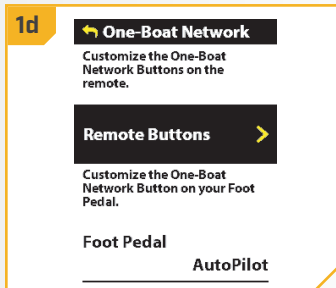 1d
One-Boat Network
Customize the One-Boat
Network Buttons on the
remote.
Remote Buttons
Customize the One-Boat
Network Button on your Foot
Pedal.
Foot Pedal
AutoPilot